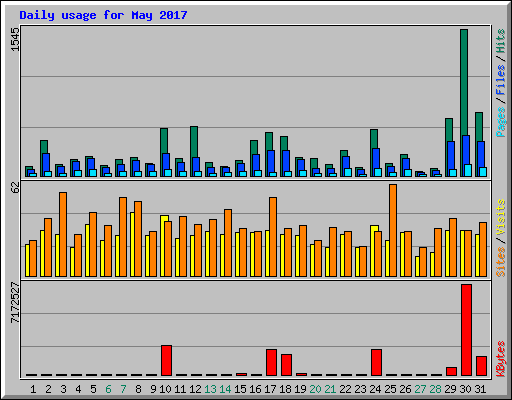 Daily usage for May 2017
1545
Pages / Files / Hits
62
Sites / Visits
7172527
KBytes
1 2 3 4 5 6 7 8 9 10 11 12 13 14 15 16 17 18 19 20 21 22 23 24 25 26 27 28 29 30 31